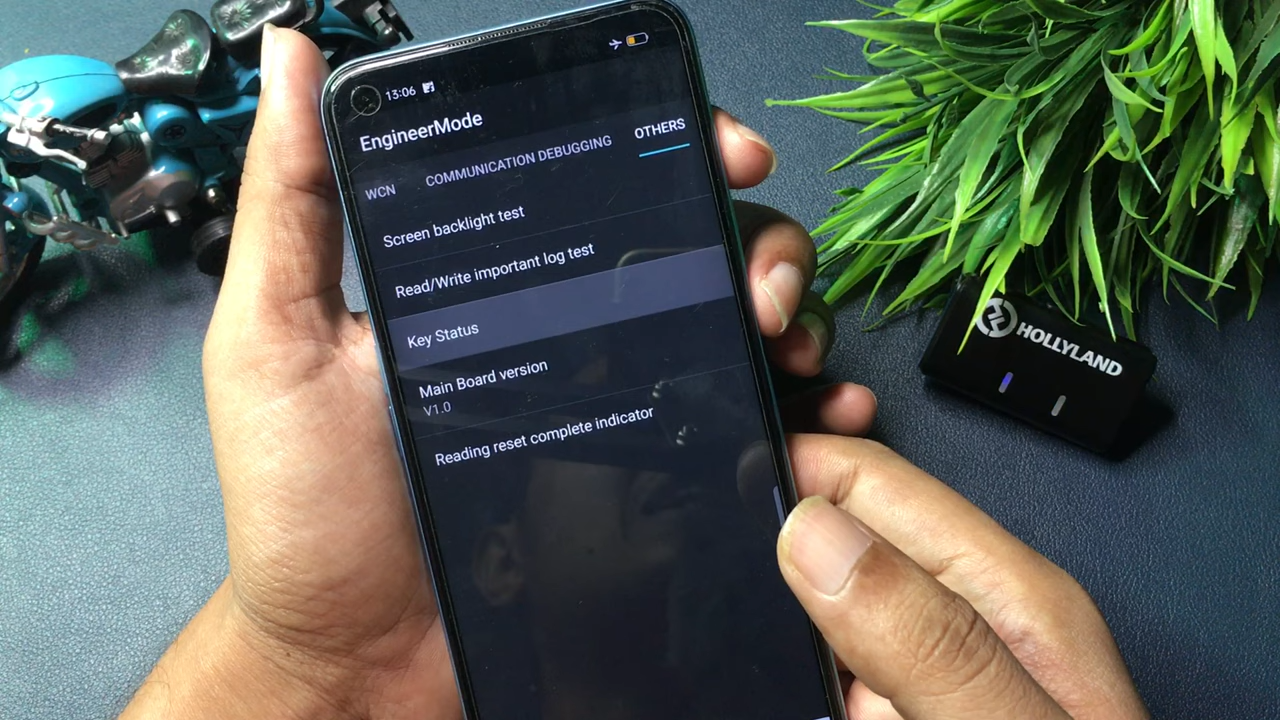 13:06
EngineerMode
WCN COMMUNICATION DEBUGGING OTHERS
Screen backlight test
Read/Write important log test
Key Status
Main Board version
V1.0
Reading reset complete indicator
HOLLYLAND